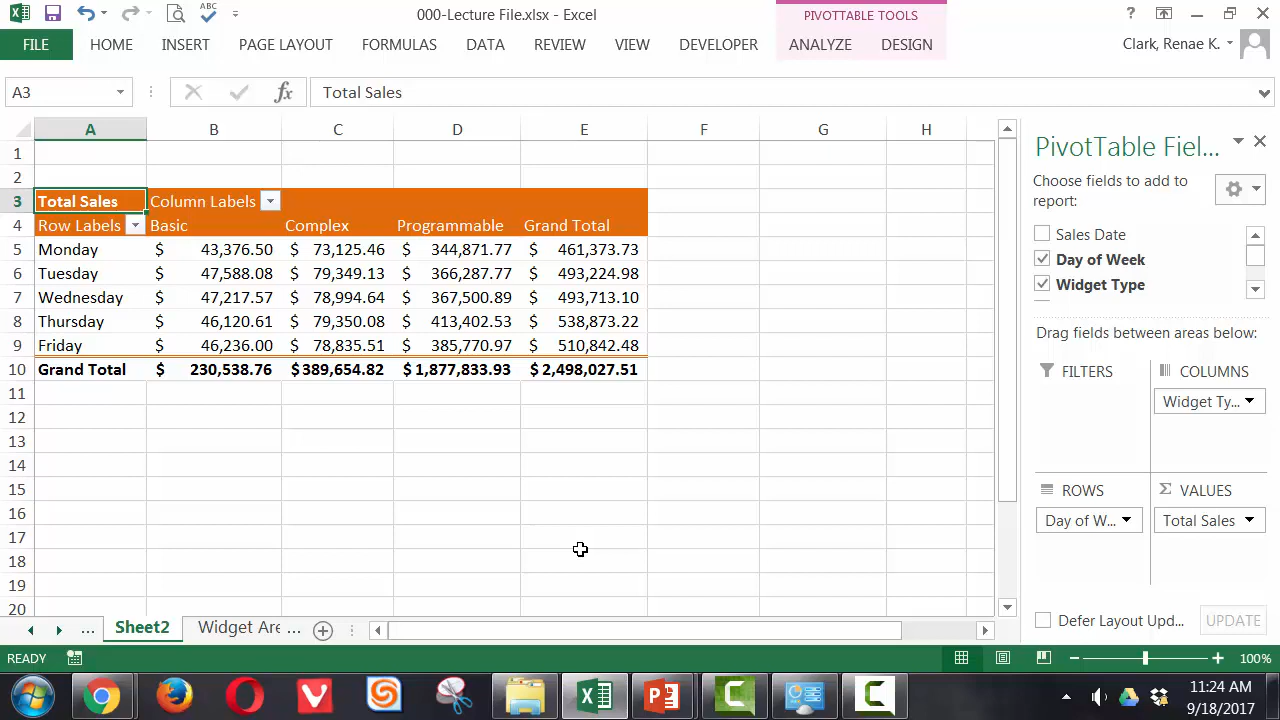 000-Lecture File.xlsx - Excel
PIVOTTABLE TOOLS
FILE HOME INSERT PAGE LAYOUT FORMULAS DATA REVIEW VIEW DEVELOPER ANALYZE DESIGN Clark, Renae K.
A3 fx Total Sales
A B C D E F G H
1
2
3 Total Sales Column Labels
4 Row Labels Basic Complex Programmable Grand Total
5 Monday $ 43,376.50 $ 73,125.46 $ 344,871.77 $ 461,373.73
6 Tuesday $ 47,588.08 $ 79,349.13 $ 366,287.77 $ 493,224.98
7 Wednesday $ 47,217.57 $ 78,994.64 $ 367,500.89 $ 493,713.10
8 Thursday $ 46,120.61 $ 79,350.08 $ 413,402.53 $ 538,873.22
9 Friday $ 46,236.00 $ 78,835.51 $ 385,770.97 $ 510,842.48
10 Grand Total $ 230,538.76 $ 389,654.82 $ 1,877,833.93 $ 2,498,027.51
11
12
13
14
15
16
17
18
19
20
PivotTable Fiel...
Choose fields to add to
report:
Sales Date
Day of Week
Widget Type
Drag fields between areas below:
FILTERS COLUMNS
Widget Ty...
ROWS Σ VALUES
Day of W... Total Sales
Defer Layout Upd... UPDATE
... Sheet2 Widget Are ...
READY 100%
11:24 AM
9/18/2017